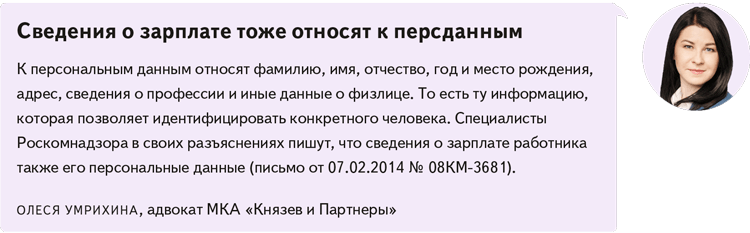 Сведения о зарплате тоже относят к персданным
К персональным данным относят фамилию, имя, отчество, год и место рождения,
адрес, сведения о профессии и иные данные о физлице. То есть ту информацию,
которая позволяет идентифицировать конкретного человека. Специалисты
Роскомнадзора в своих разъяснениях пишут, что сведения о зарплате работника
также его персональные данные (письмо от 07.02.2014 № 08КМ-3681).
ОЛЕСЯ УМРИХИНА, адвокат МКА «Князев и Партнеры»